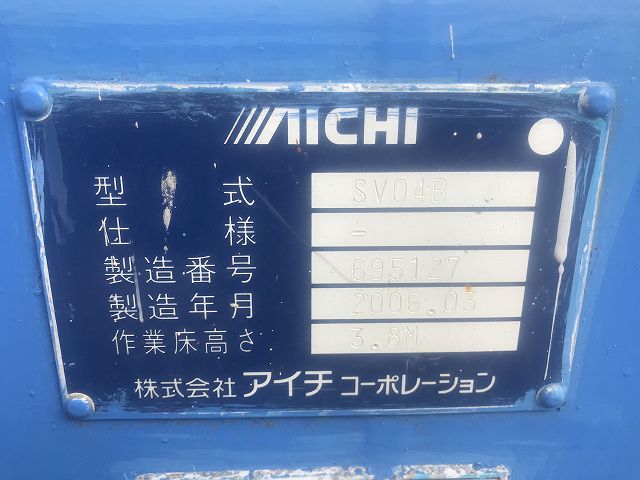 AICHI
型式 SV04B
仕様 -
製造番号 695127
製造年月 2006.03
作業床高さ 3.8M
株式会社 アイチ コーポレーション